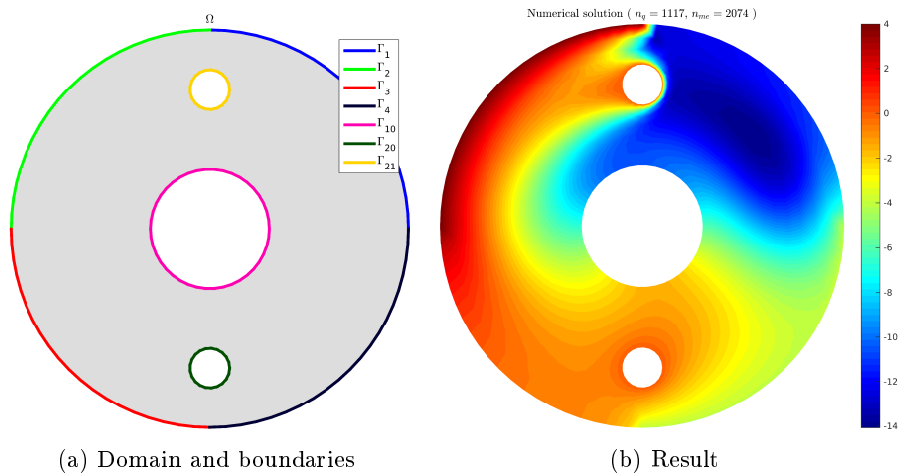 Ω
Γ1
Γ2
Γ3
Γ4
Γ10
Γ20
Γ21
(a) Domain and boundaries
Numerical solution ( nq = 1117, nme = 2074 )
4
2
0
-2
-4
-6
-8
-10
-12
-14
(b) Result